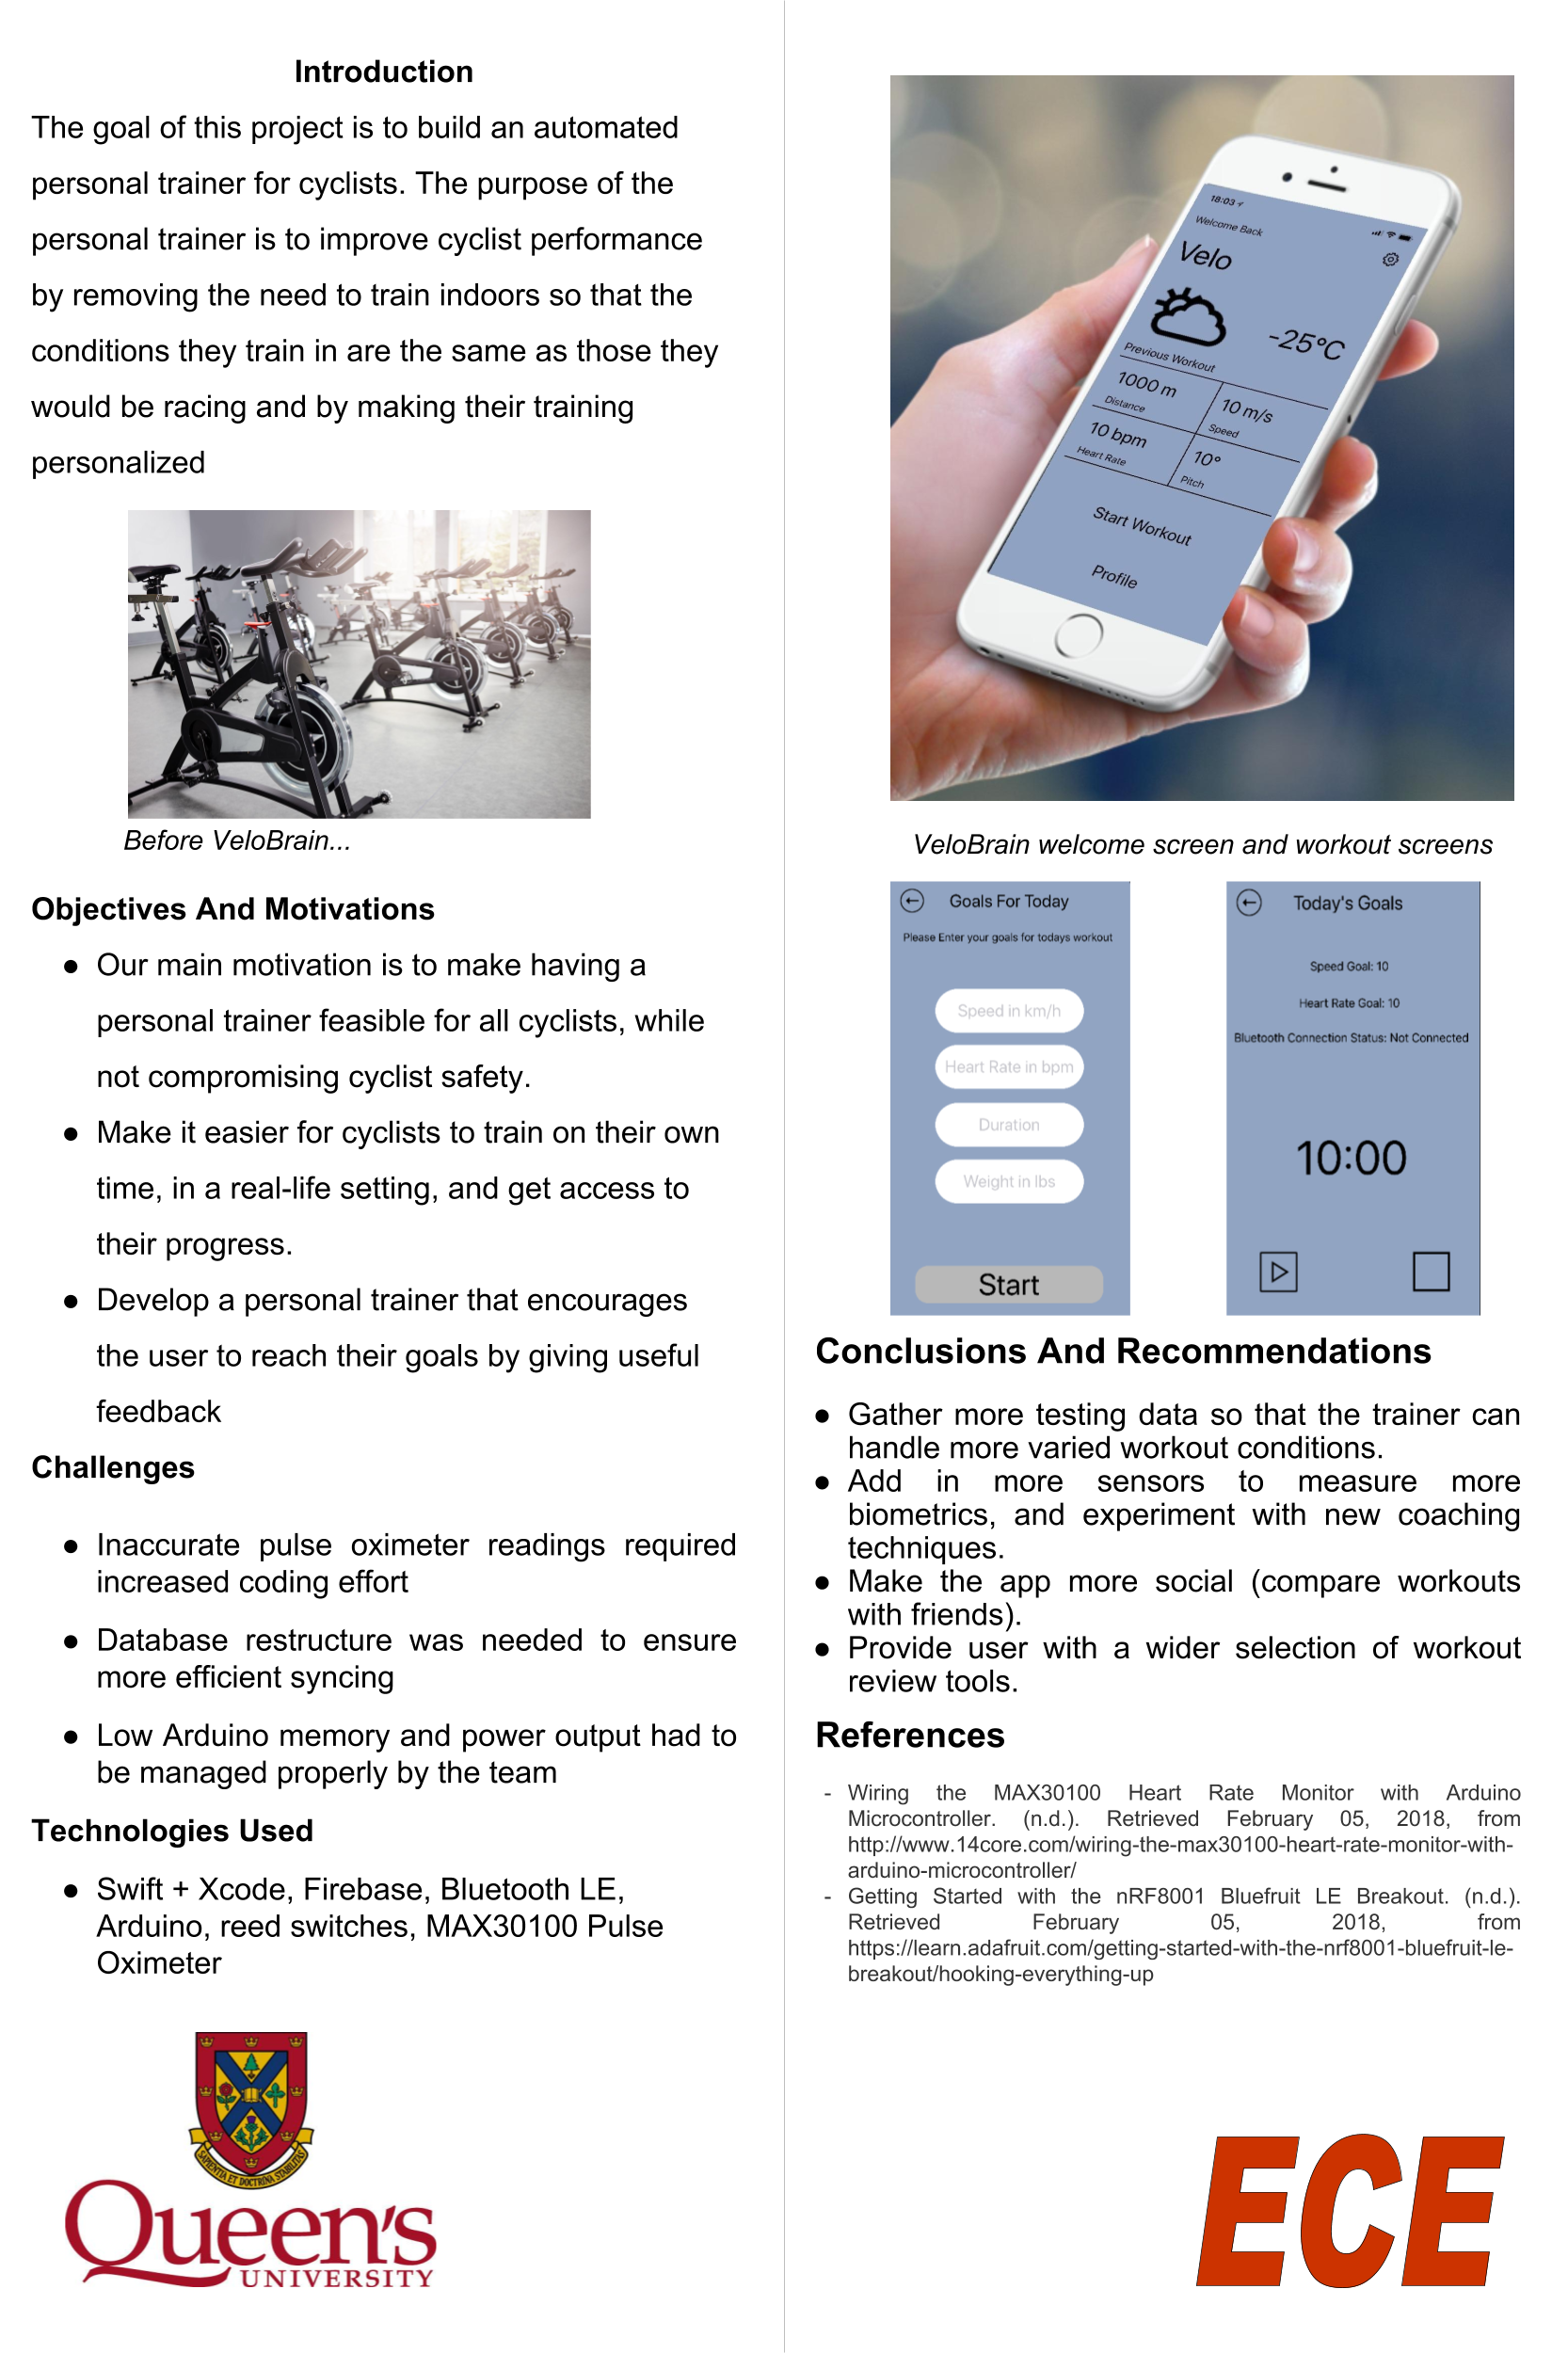 Introduction
The goal of this project is to build an automated
personal trainer for cyclists. The purpose of the
personal trainer is to improve cyclist performance
by removing the need to train indoors so that the
conditions they train in are the same as those they
would be racing and by making their training
personalized
Before VeloBrain...
Objectives And Motivations
● Our main motivation is to make having a
personal trainer feasible for all cyclists, while
not compromising cyclist safety.
● Make it easier for cyclists to train on their own
time, in a real-life setting, and get access to
their progress.
● Develop a personal trainer that encourages
the user to reach their goals by giving useful
feedback
Challenges
● Inaccurate pulse oximeter readings required
increased coding effort
● Database restructure was needed to ensure
more efficient syncing
● Low Arduino memory and power output had to
be managed properly by the team
Technologies Used
● Swift + Xcode, Firebase, Bluetooth LE,
Arduino, reed switches, MAX30100 Pulse
Oximeter
SAPIENTIA ET DOCTRINA STABILITAS
Queen's
UNIVERSITY
18:03
Welcome Back
Velo
-25°C
Previous Workout
1000 m
Distance
10 m/s
Speed
10 bpm
Heart Rate
10°
Pitch
Start Workout
Profile
VeloBrain welcome screen and workout screens
Goals For Today
Please Enter your goals for todays workout
Speed in km/h
Heart Rate in bpm
Duration
Weight in lbs
Start
Today's Goals
Speed Goal: 10
Heart Rate Goal: 10
Bluetooth Connection Status: Not Connected
10:00
Conclusions And Recommendations
● Gather more testing data so that the trainer can
handle more varied workout conditions.
● Add in more sensors to measure more
biometrics, and experiment with new coaching
techniques.
● Make the app more social (compare workouts
with friends).
● Provide user with a wider selection of workout
review tools.
References
- Wiring the MAX30100 Heart Rate Monitor with Arduino
Microcontroller. (n.d.). Retrieved February 05, 2018, from
http://www.14core.com/wiring-the-max30100-heart-rate-monitor-with-
arduino-microcontroller/
- Getting Started with the nRF8001 Bluefruit LE Breakout. (n.d.).
Retrieved February 05, 2018, from
https://learn.adafruit.com/getting-started-with-the-nrf8001-bluefruit-le-
breakout/hooking-everything-up
ECE